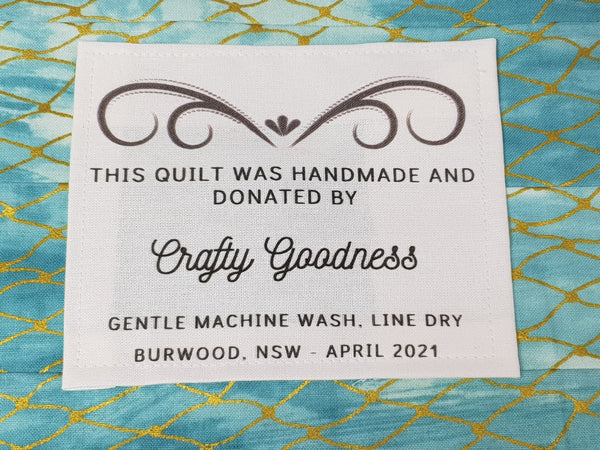 THIS QUILT WAS HANDMADE AND
DONATED BY
Crafty Goodness
GENTLE MACHINE WASH, LINE DRY
BURWOOD, NSW - APRIL 2021